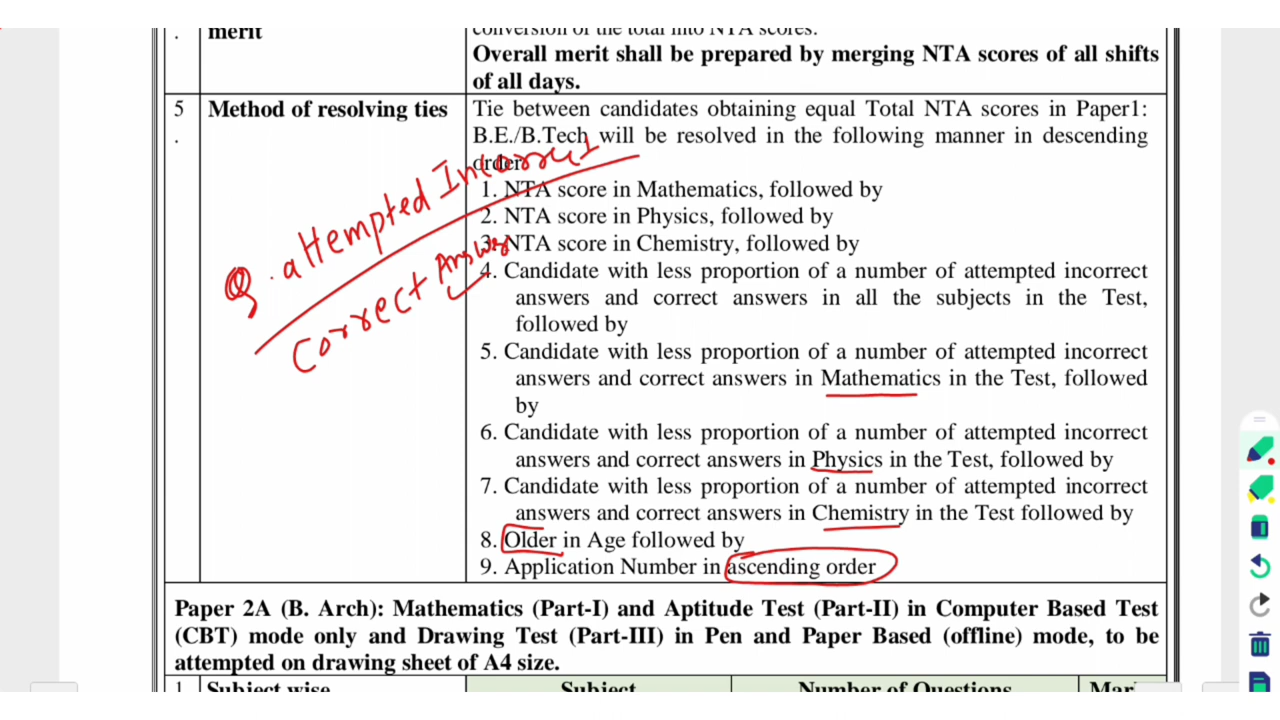 merit
conversion of the total into NTA scores.
Overall merit shall be prepared by merging NTA scores of all shifts
of all days.
5
.
Method of resolving ties
Tie between candidates obtaining equal Total NTA scores in Paper1:
B.E./B.Tech will be resolved in the following manner in descending
order
1. NTA score in Mathematics, followed by
2. NTA score in Physics, followed by
3. NTA score in Chemistry, followed by
4. Candidate with less proportion of a number of attempted incorrect
answers and correct answers in all the subjects in the Test,
followed by
5. Candidate with less proportion of a number of attempted incorrect
answers and correct answers in Mathematics in the Test, followed
by
6. Candidate with less proportion of a number of attempted incorrect
answers and correct answers in Physics in the Test, followed by
7. Candidate with less proportion of a number of attempted incorrect
answers and correct answers in Chemistry in the Test followed by
8. Older in Age followed by
9. Application Number in ascending order
Q. attempted Incorrect
Correct Answer
Paper 2A (B. Arch): Mathematics (Part-I) and Aptitude Test (Part-II) in Computer Based Test
(CBT) mode only and Drawing Test (Part-III) in Pen and Paper Based (offline) mode, to be
attempted on drawing sheet of A4 size.
1 Subject wise
Subject
Number of Questions
Mar